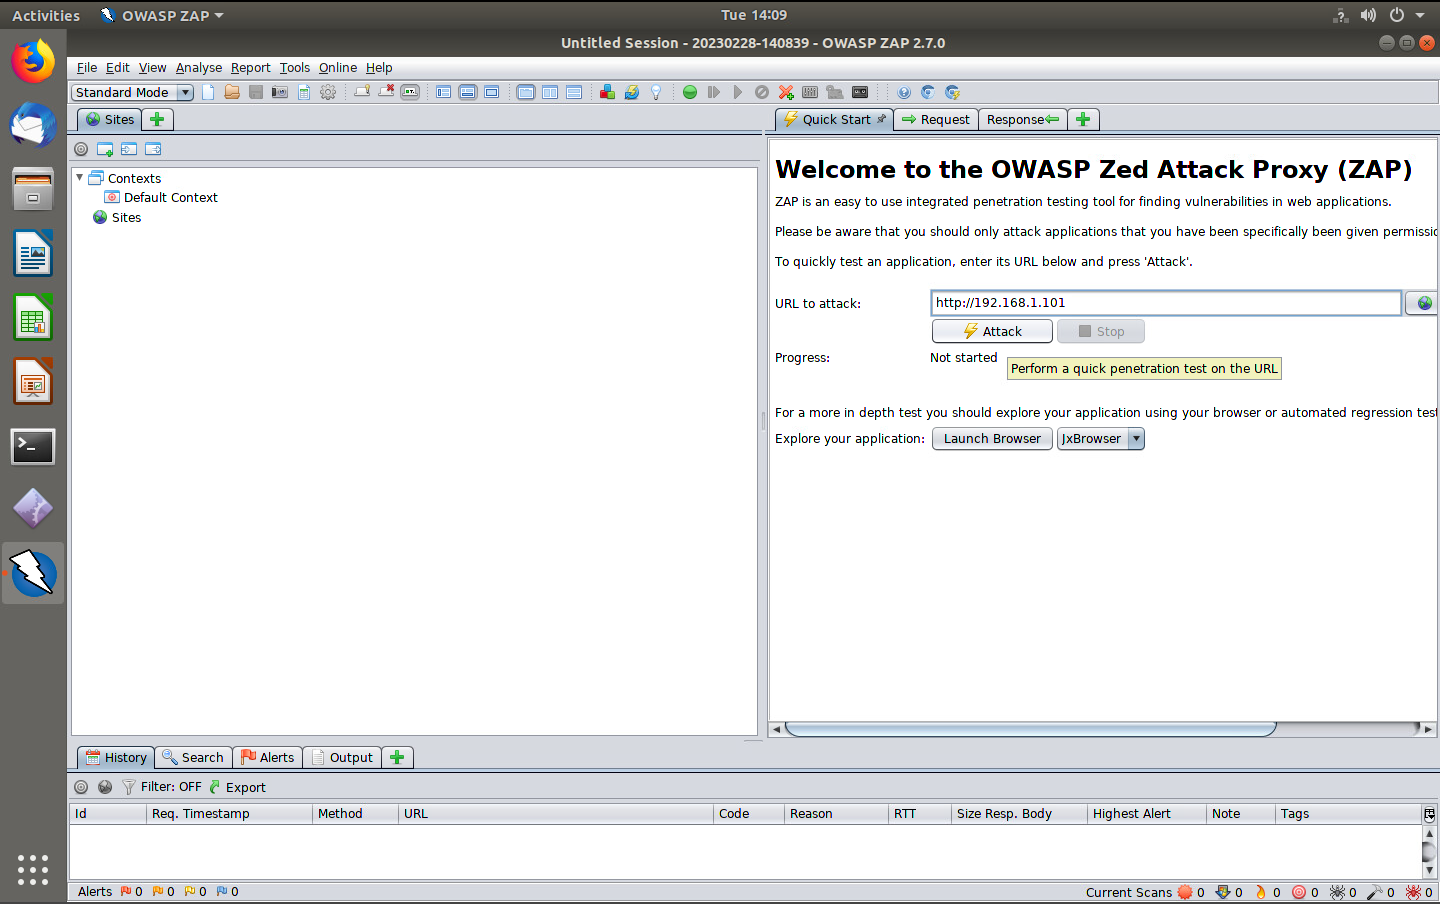 Activities OWASP ZAP Tue 14:09
Untitled Session - 20230228-140839 - OWASP ZAP 2.7.0
File Edit View Analyse Report Tools Online Help
Standard Mode
Sites
Quick Start Request Response
Contexts
Default Context
Sites
Welcome to the OWASP Zed Attack Proxy (ZAP)
ZAP is an easy to use integrated penetration testing tool for finding vulnerabilities in web applications.
Please be aware that you should only attack applications that you have been specifically been given permissio
To quickly test an application, enter its URL below and press 'Attack'.
URL to attack: http://192.168.1.101
Attack Stop
Progress: Not started
Perform a quick penetration test on the URL
For a more in depth test you should explore your application using your browser or automated regression test
Explore your application: Launch Browser JxBrowser
History Search Alerts Output
Filter: OFF Export
Id Req. Timestamp Method URL Code Reason RTT Size Resp. Body Highest Alert Note Tags
Alerts 0 0 0 0 Current Scans 0 0 0 0 0 0 0